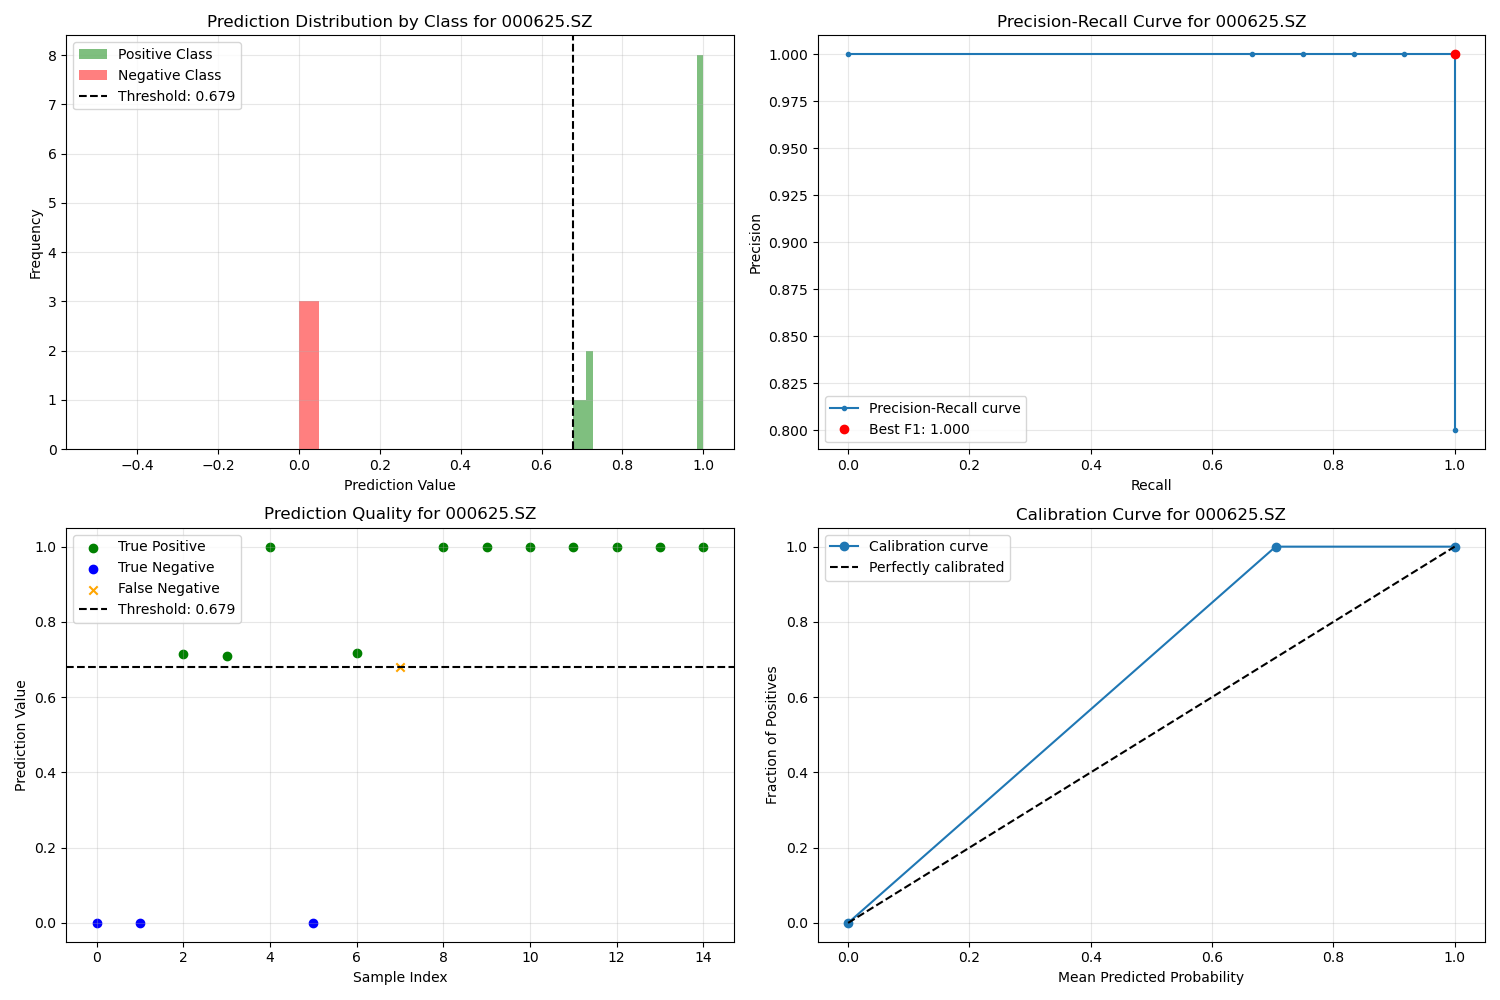 Prediction Distribution by Class for 000625.SZ
Positive Class
Negative Class
Threshold: 0.679
8
7
6
5
4
3
2
1
0
Frequency
−0.4 −0.2 0.0 0.2 0.4 0.6 0.8 1.0
Prediction Value
Precision-Recall Curve for 000625.SZ
1.000
0.975
0.950
0.925
0.900
0.875
0.850
0.825
0.800
Precision
Precision-Recall curve
Best F1: 1.000
0.0 0.2 0.4 0.6 0.8 1.0
Recall
Prediction Quality for 000625.SZ
True Positive
True Negative
False Negative
Threshold: 0.679
1.0
0.8
0.6
0.4
0.2
0.0
Prediction Value
0 2 4 6 8 10 12 14
Sample Index
Calibration Curve for 000625.SZ
Calibration curve
Perfectly calibrated
1.0
0.8
0.6
0.4
0.2
0.0
Fraction of Positives
0.0 0.2 0.4 0.6 0.8 1.0
Mean Predicted Probability